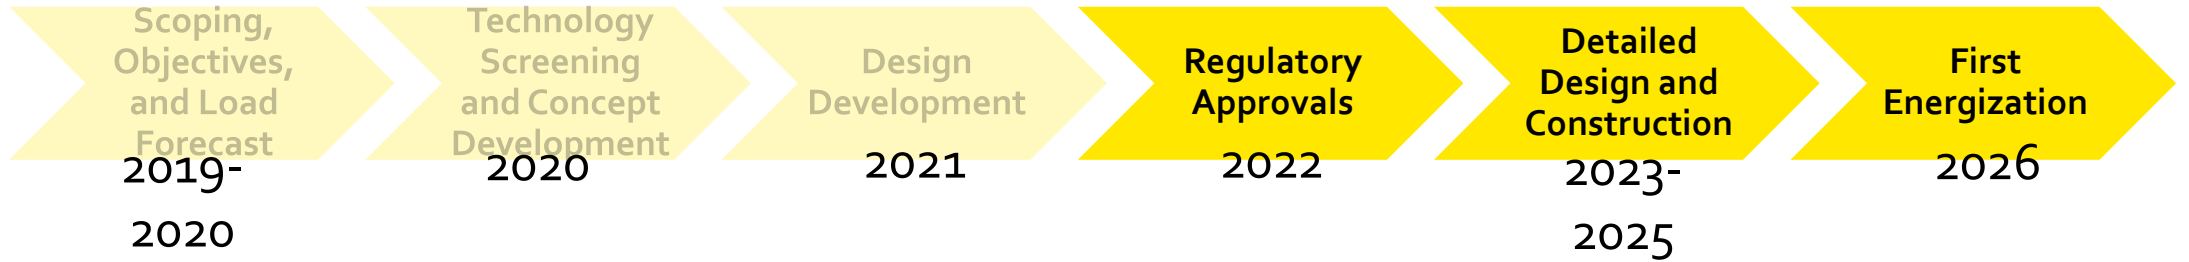 Scoping,
Objectives,
and Load
Forecast
2019-
2020
Technology
Screening
and Concept
Development
2020
Design
Development
2021
Regulatory
Approvals
2022
Detailed
Design and
Construction
2023-
2025
First
Energization
2026